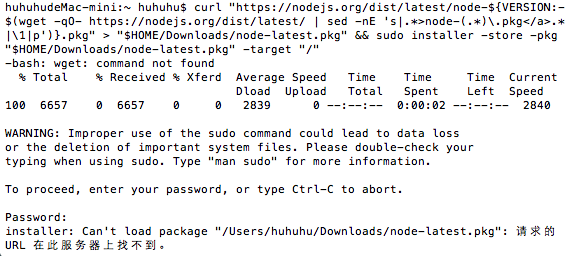 huhuhudeMac-mini:~ huhuhu$ curl "https://nodejs.org/dist/latest/node-${VERSION:-
$(wget -qO- https://nodejs.org/dist/latest/ | sed -nE 's|.*>node-(.*)\.pkg</a>.*
|\1|p')}.pkg" > "$HOME/Downloads/node-latest.pkg" && sudo installer -store -pkg
"$HOME/Downloads/node-latest.pkg" -target "/"
-bash: wget: command not found
  % Total    % Received % Xferd  Average Speed   Time    Time     Time  Current
                                 Dload  Upload   Total   Spent    Left  Speed
100  6657    0  6657    0     0   2839      0 --:--:--  0:00:02 --:--:--  2840

WARNING: Improper use of the sudo command could lead to data loss
or the deletion of important system files. Please double-check your
typing when using sudo. Type "man sudo" for more information.

To proceed, enter your password, or type Ctrl-C to abort.

Password:
installer: Can't load package "/Users/huhuhu/Downloads/node-latest.pkg": 请求的
URL 在此服务器上找不到。